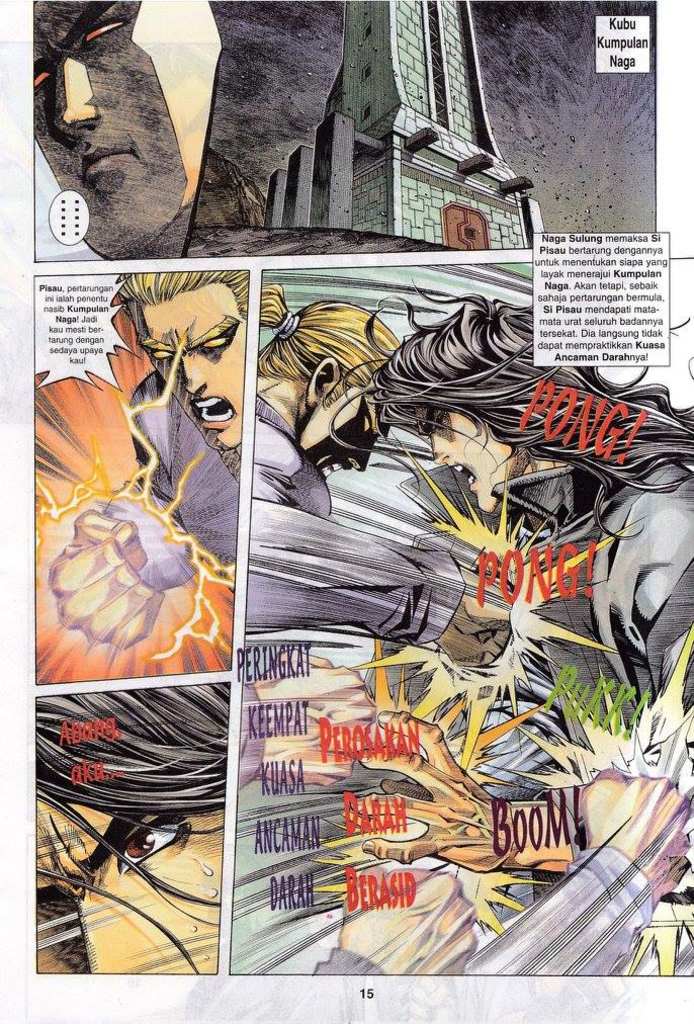 Kubu
Kumpulan
Naga
Naga Sulung memaksa Si
Pisau bertarung dengannya
untuk menentukan siapa yang
layak menerajui Kumpulan
Naga. Akan tetapi, sebaik
sahaja pertarungan bermula,
Si Pisau mendapati mata-
mata urat seluruh badannya
tersekat. Dia langsung tidak
dapat mempraktikkan Kuasa
Ancaman Darahnya!
Pisau, pertarungan
ini ialah penentu
nasib Kumpulan
Naga! Jadi
kau mesti ber-
tarung dengan
sedaya upaya
kau!
PONG!
PONG!
PUKK!
BOOM!
PERINGKAT
KEEMPAT
KUASA
ANCAMAN
DARAH
PEROSAKAN
DARAH
BERASID
Abang,
aku...
15